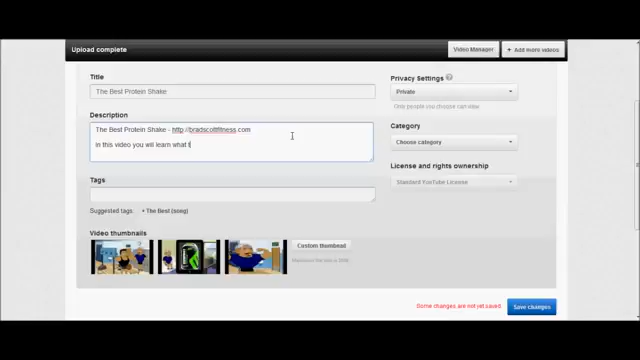 Upload complete
Video Manager
+ Add more videos
Title
The Best Protein Shake
Description
The Best Protein Shake - http://bradscottfitness.com
in this video you will learn what t
Tags
Suggested tags: + The Best (song)
Video thumbnails
Custom thumbnail
Maximum file size is 2MB
Privacy Settings ?
Private
Only people you choose can view
Category
Choose category
License and rights ownership
Standard YouTube License
Some changes are not yet saved.
Save changes